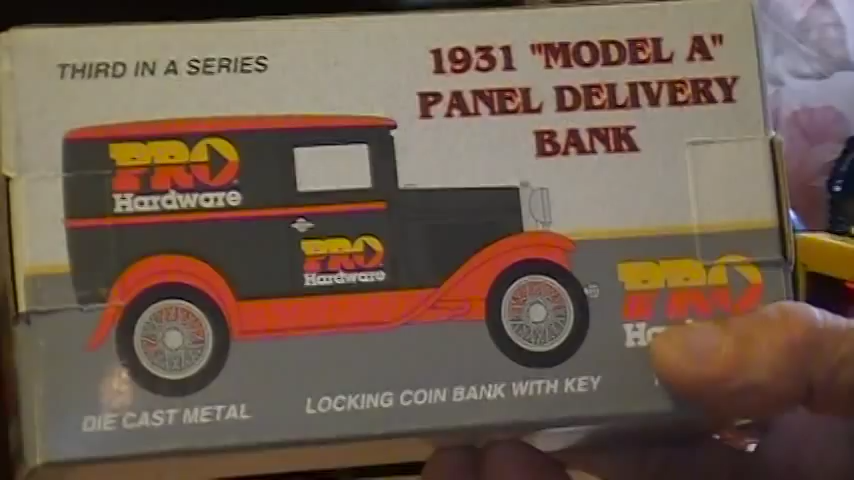 THIRD IN A SERIES
1931 "MODEL A"
PANEL DELIVERY
BANK
PRO
Hardware
PRO
Hardware
PRO
DIE CAST METAL
LOCKING COIN BANK WITH KEY